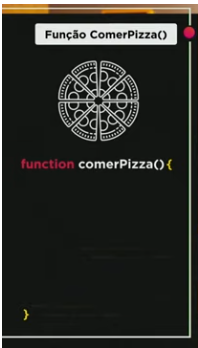 Função ComerPizza()
function comerPizza(){
}